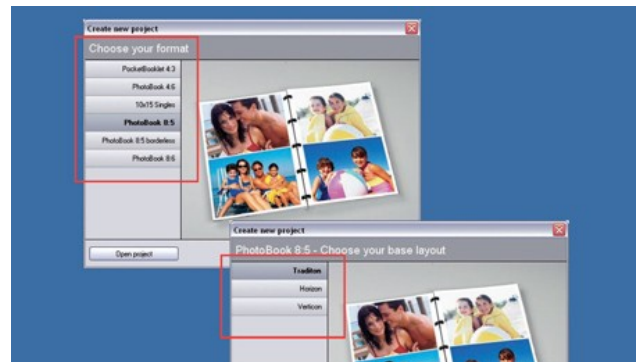 Create new project
Choose your format
PocketBooklet 4:3
PhotoBook 4:6
10x15 Singles
PhotoBook 8:5
PhotoBook 8:5 borderless
PhotoBook 8:6
Open project
Create new project
PhotoBook 8:5 - Choose your base layout
Tradition
Horizon
Verticon